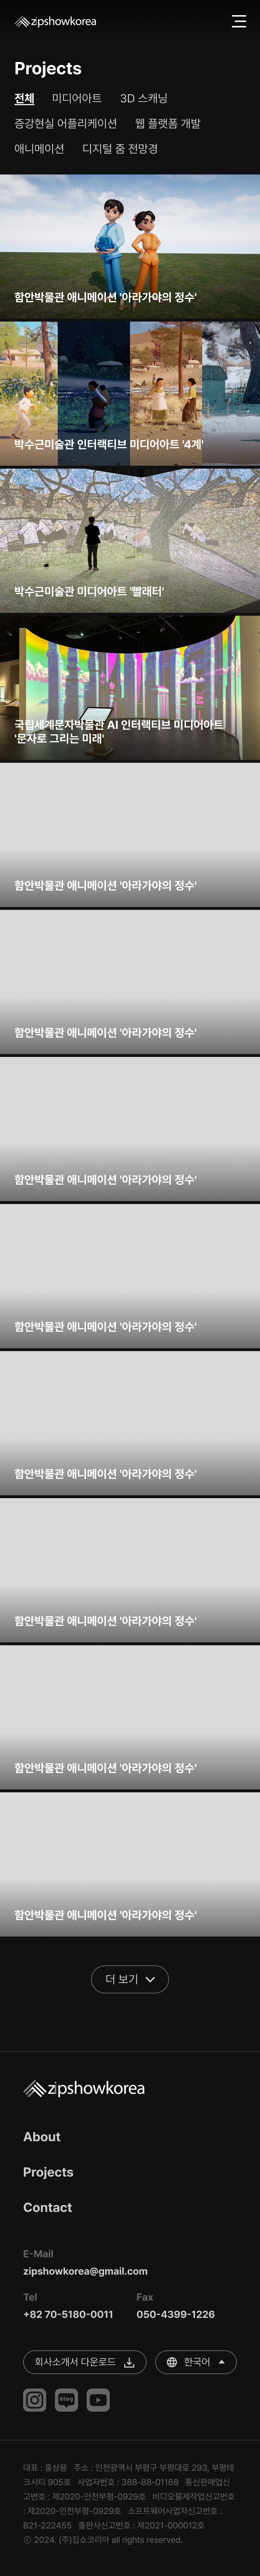 zipshowkorea
Projects
전체 미디어아트 3D 스캐닝
증강현실 어플리케이션 웹 플랫폼 개발
애니메이션 디지털 줌 전망경
함안박물관 애니메이션 '아라가야의 정수'
박수근미술관 인터랙티브 미디어아트 '4계'
박수근미술관 미디어아트 '빨래터'
국립세계문자박물관 AI 인터랙티브 미디어아트
'문자로 그리는 미래'
함안박물관 애니메이션 '아라가야의 정수'
함안박물관 애니메이션 '아라가야의 정수'
함안박물관 애니메이션 '아라가야의 정수'
함안박물관 애니메이션 '아라가야의 정수'
함안박물관 애니메이션 '아라가야의 정수'
함안박물관 애니메이션 '아라가야의 정수'
함안박물관 애니메이션 '아라가야의 정수'
함안박물관 애니메이션 '아라가야의 정수'
더 보기
zipshowkorea
About
Projects
Contact
E-Mail
zipshowkorea@gmail.com
Tel Fax
+82 70-5180-0011 050-4399-1226
회사소개서 다운로드 한국어
blog
대표 : 홍상용 주소 : 인천광역시 부평구 부평대로 293, 부평테
크시티 905호 사업자번호 : 388-88-01168 통신판매업신
고번호 : 제2020-인천부평-0929호 비디오물제작업신고번호
: 제2020-인천부평-0929호 소프트웨어사업자신고번호 :
B21-222455 출판사신고번호 : 제2021-000012호
ⓒ 2024. (주)집쇼코리아 all rights reserved.